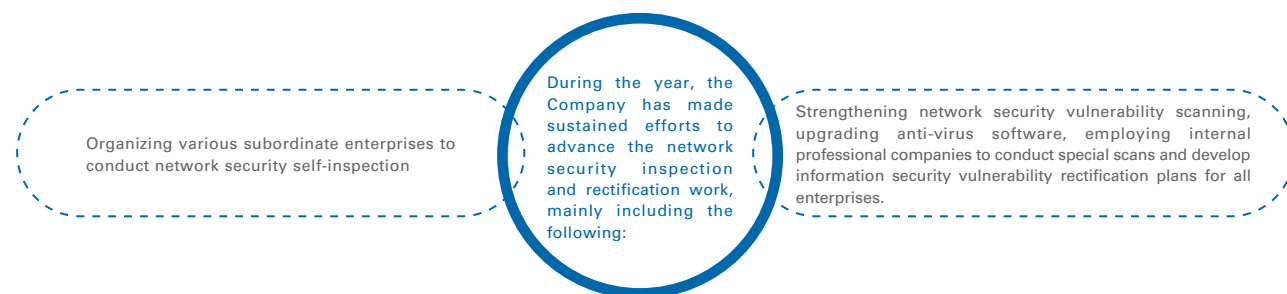 Organizing various subordinate enterprises to
conduct network security self-inspection
During the year, the
Company has made
sustained efforts to
advance the network
security inspection
and rectification work,
mainly including the
following:
Strengthening network security vulnerability scanning,
upgrading anti-virus software, employing internal
professional companies to conduct special scans and develop
information security vulnerability rectification plans for all
enterprises.